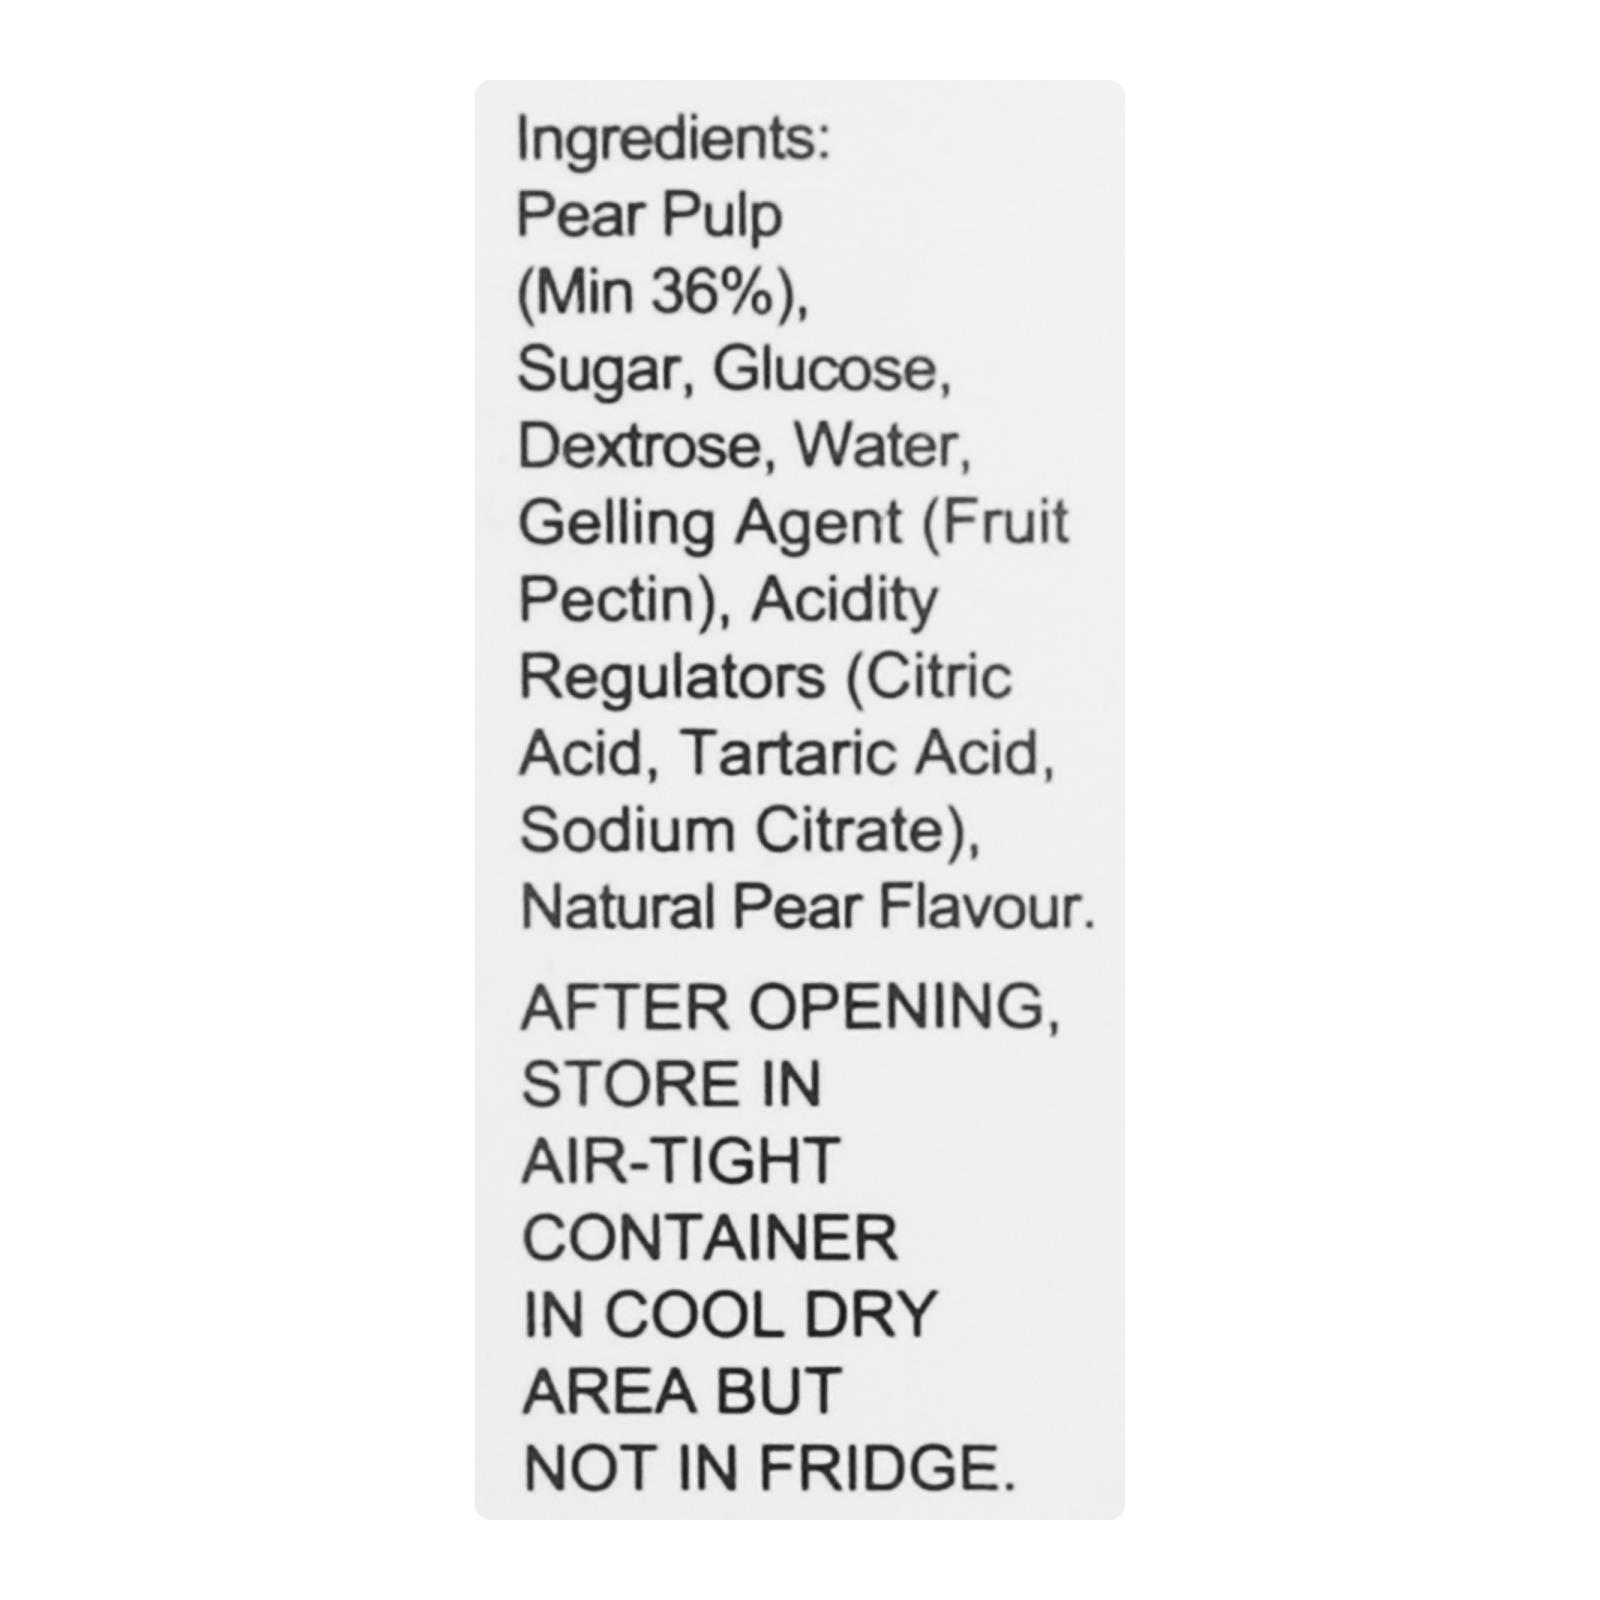 Ingredients:
Pear Pulp
(Min 36%),
Sugar, Glucose,
Dextrose, Water,
Gelling Agent (Fruit
Pectin), Acidity
Regulators (Citric
Acid, Tartaric Acid,
Sodium Citrate),
Natural Pear Flavour.
AFTER OPENING,
STORE IN
AIR-TIGHT
CONTAINER
IN COOL DRY
AREA BUT
NOT IN FRIDGE.